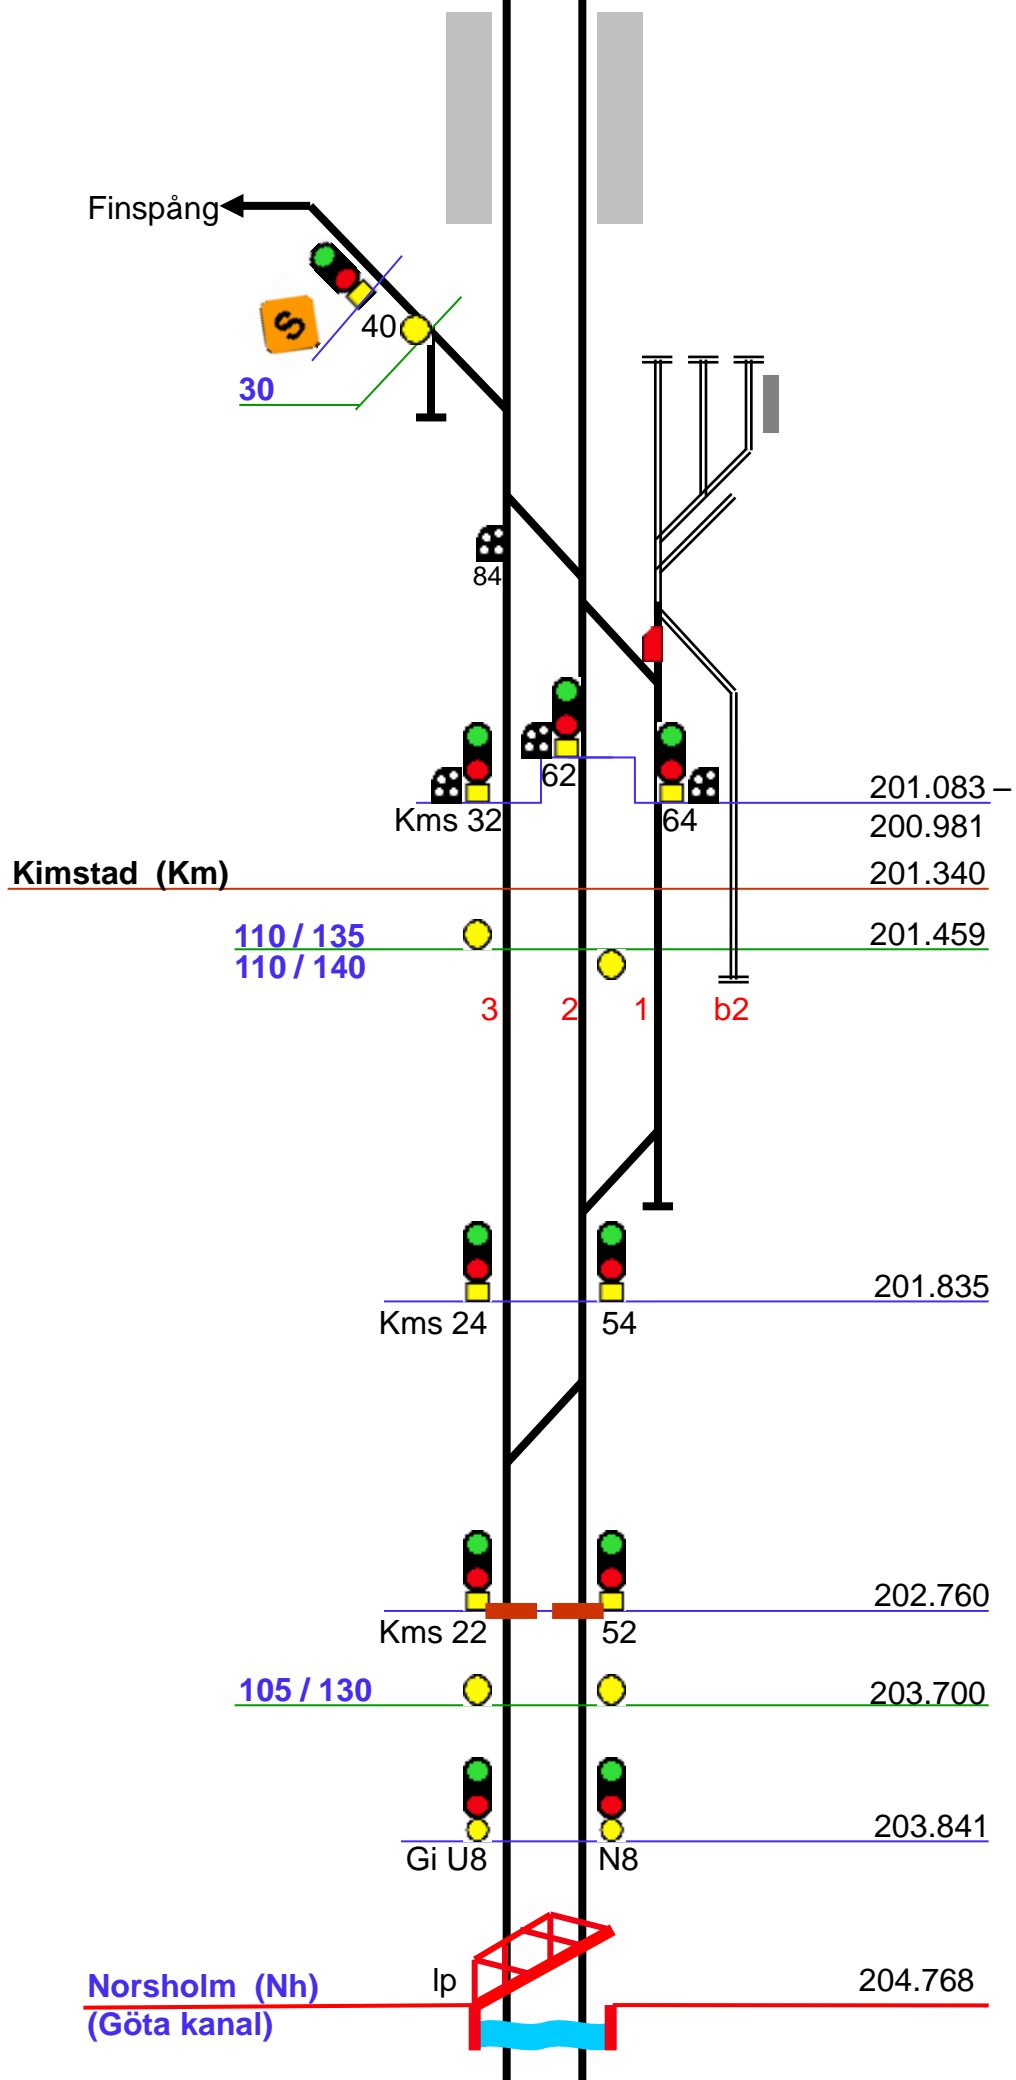 Finspång
S
40
30
84
62
Kms 32
64
201.083 –
200.981
Kimstad (Km)
201.340
110 / 135
201.459
110 / 140
3
2
1
b2
201.835
Kms 24
54
202.760
Kms 22
52
105 / 130
203.700
203.841
Gi U8
N8
Norsholm (Nh)
lp
204.768
(Göta kanal)